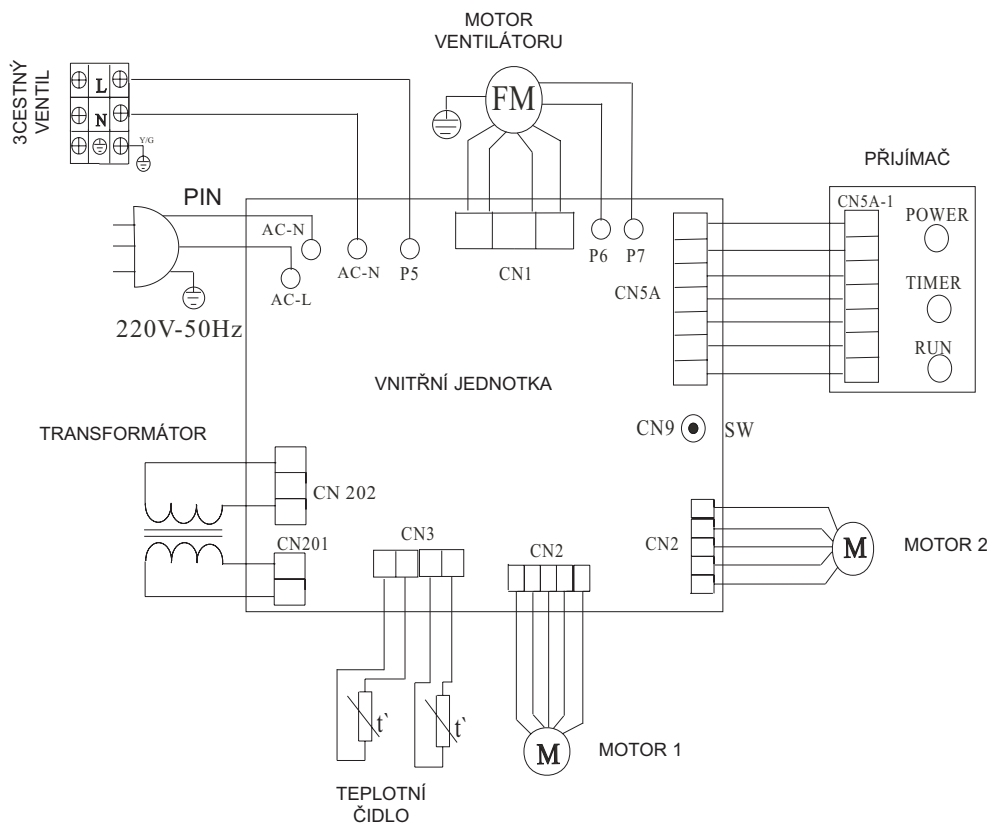 MOTOR
VENTILÁTORU
3CESTNÝ
VENTIL
L
N
Y/G
FM
PŘIJÍMAČ
CN5A-1
POWER
TIMER
RUN
PIN
AC-N
AC-L
AC-N
P5
CN1
P6
P7
CN5A
220V-50Hz
VNITŘNÍ JEDNOTKA
CN9
SW
TRANSFORMÁTOR
CN 202
CN201
CN3
CN2
CN2
M
MOTOR 2
t`
t`
M
MOTOR 1
TEPLOTNÍ
ČIDLO